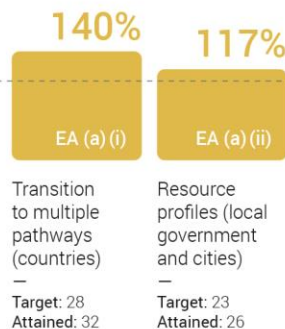 140%
EA (a) (i)
Transition
to multiple
pathways
(countries)
—
Target: 28
Attained: 32
117%
EA (a) (ii)
Resource
profiles (local
government
and cities)
—
Target: 23
Attained: 26